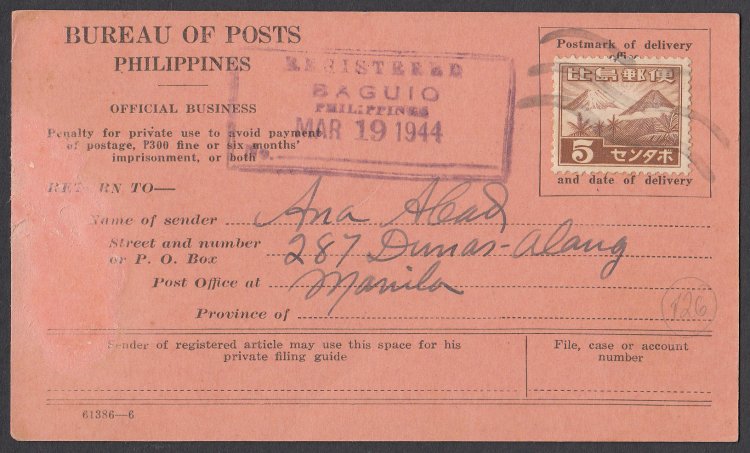 BUREAU OF POSTS
PHILIPPINES
OFFICIAL BUSINESS
Penalty for private use to avoid payment
of postage, P300 fine or six months'
imprisonment, or both
REGISTERED
BAGUIO
PHILIPPINES
MAR 19 1944
No.
Postmark of delivery
office
比島郵便
5 センタボ
and date of delivery
RETURN TO—
Name of sender Ana Abad
Street and number 287 Dumas-Alang
or P. O. Box
Post Office at Manila
Province of
826
Sender of registered article may use this space for his
private filing guide
File, case or account
number
61386—6